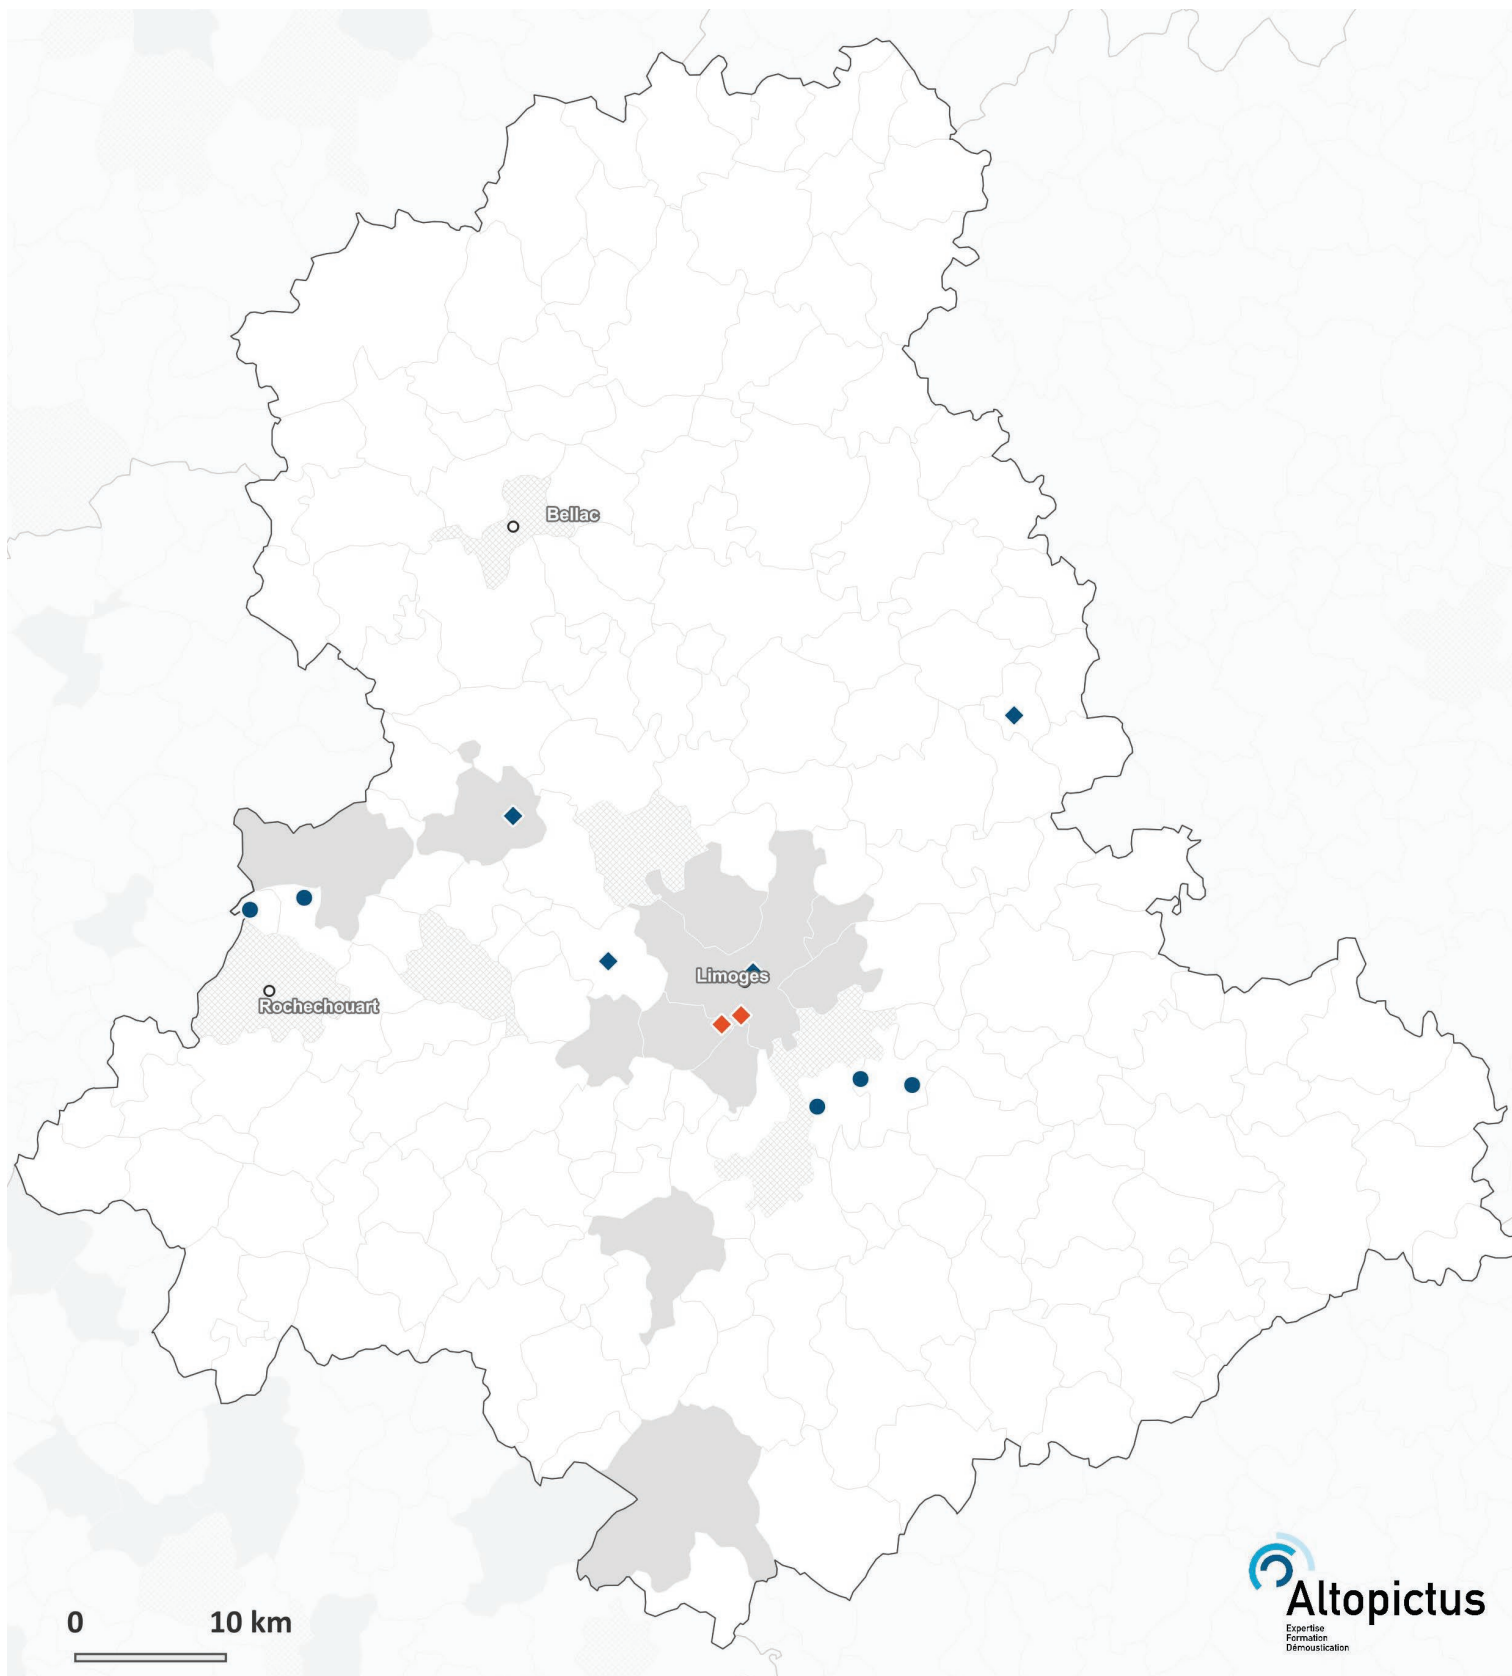 Bellac
Limoges
Rochechouart
0 10 km
Altopictus
Expertise
Formation
Démoustication